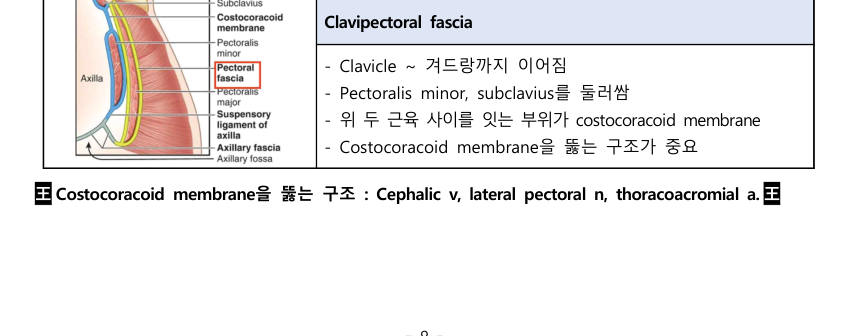 Subclavius
Costocoracoid
membrane
Pectoralis
minor
Pectoral
fascia
Axilla
Pectoralis
major
Suspensory
ligament of
axilla
Axillary fascia
Axillary fossa
Clavipectoral fascia
- Clavicle ~ 겨드랑까지 이어짐
- Pectoralis minor, subclavius를 둘러쌈
- 위 두 근육 사이를 잇는 부위가 costocoracoid membrane
- Costocoracoid membrane을 뚫는 구조가 중요
王 Costocoracoid membrane을 뚫는 구조 : Cephalic v, lateral pectoral n, thoracoacromial a. 王